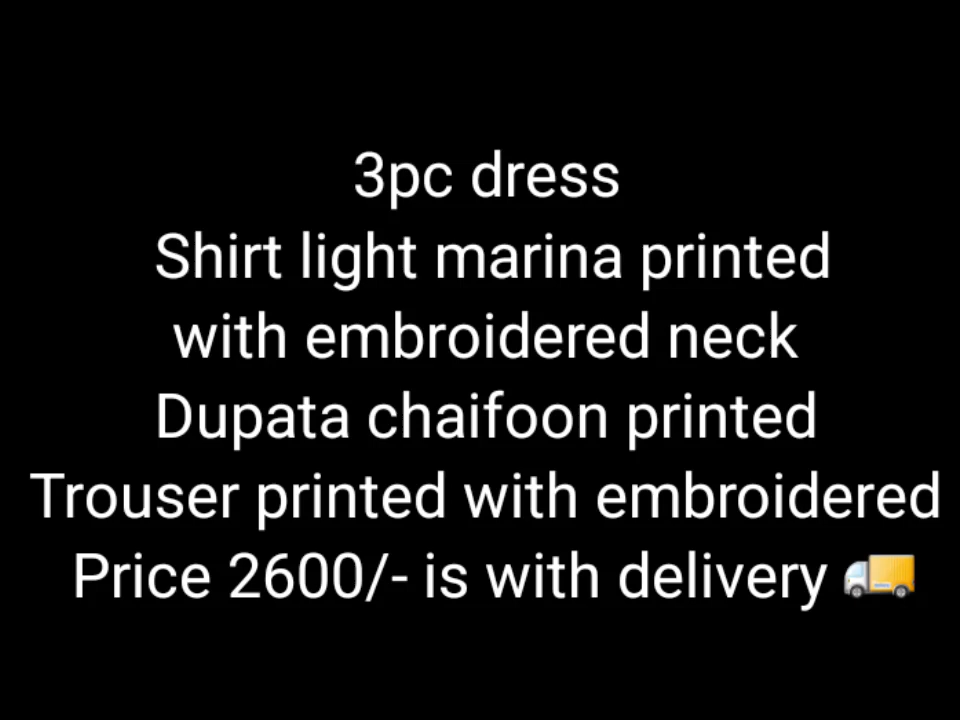 3pc dress
Shirt light marina printed
with embroidered neck
Dupata chaifoon printed
Trouser printed with embroidered
Price 2600/- is with delivery 🚚